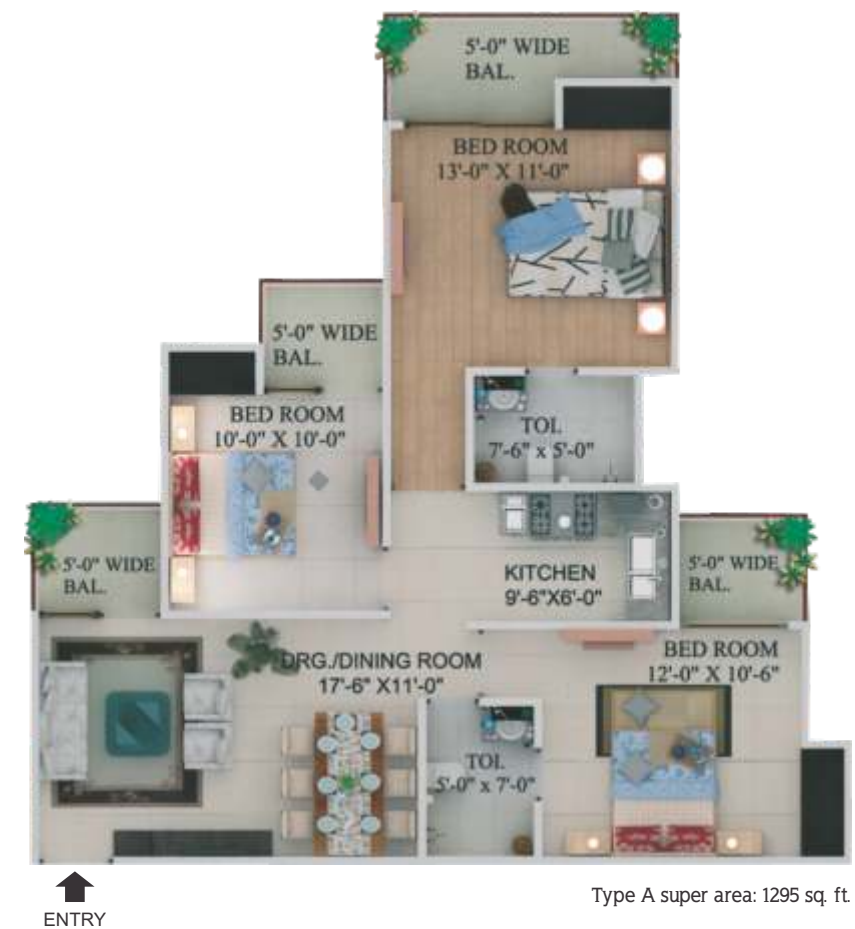 5'-0" WIDE
BAL.
BED ROOM
13'-0" X 11'-0"
5'-0" WIDE
BAL.
BED ROOM
10'-0" X 10'-0"
TOI.
7'-6" x 5'-0"
5'-0" WIDE
BAL.
KITCHEN
9'-6"X6'-0"
5'-0" WIDE
BAL.
DRG./DINING ROOM
17'-6" X11'-0"
BED ROOM
12'-0" X 10'-6"
TOI.
5'-0" x 7'-0"
ENTRY
Type A super area: 1295 sq. ft.